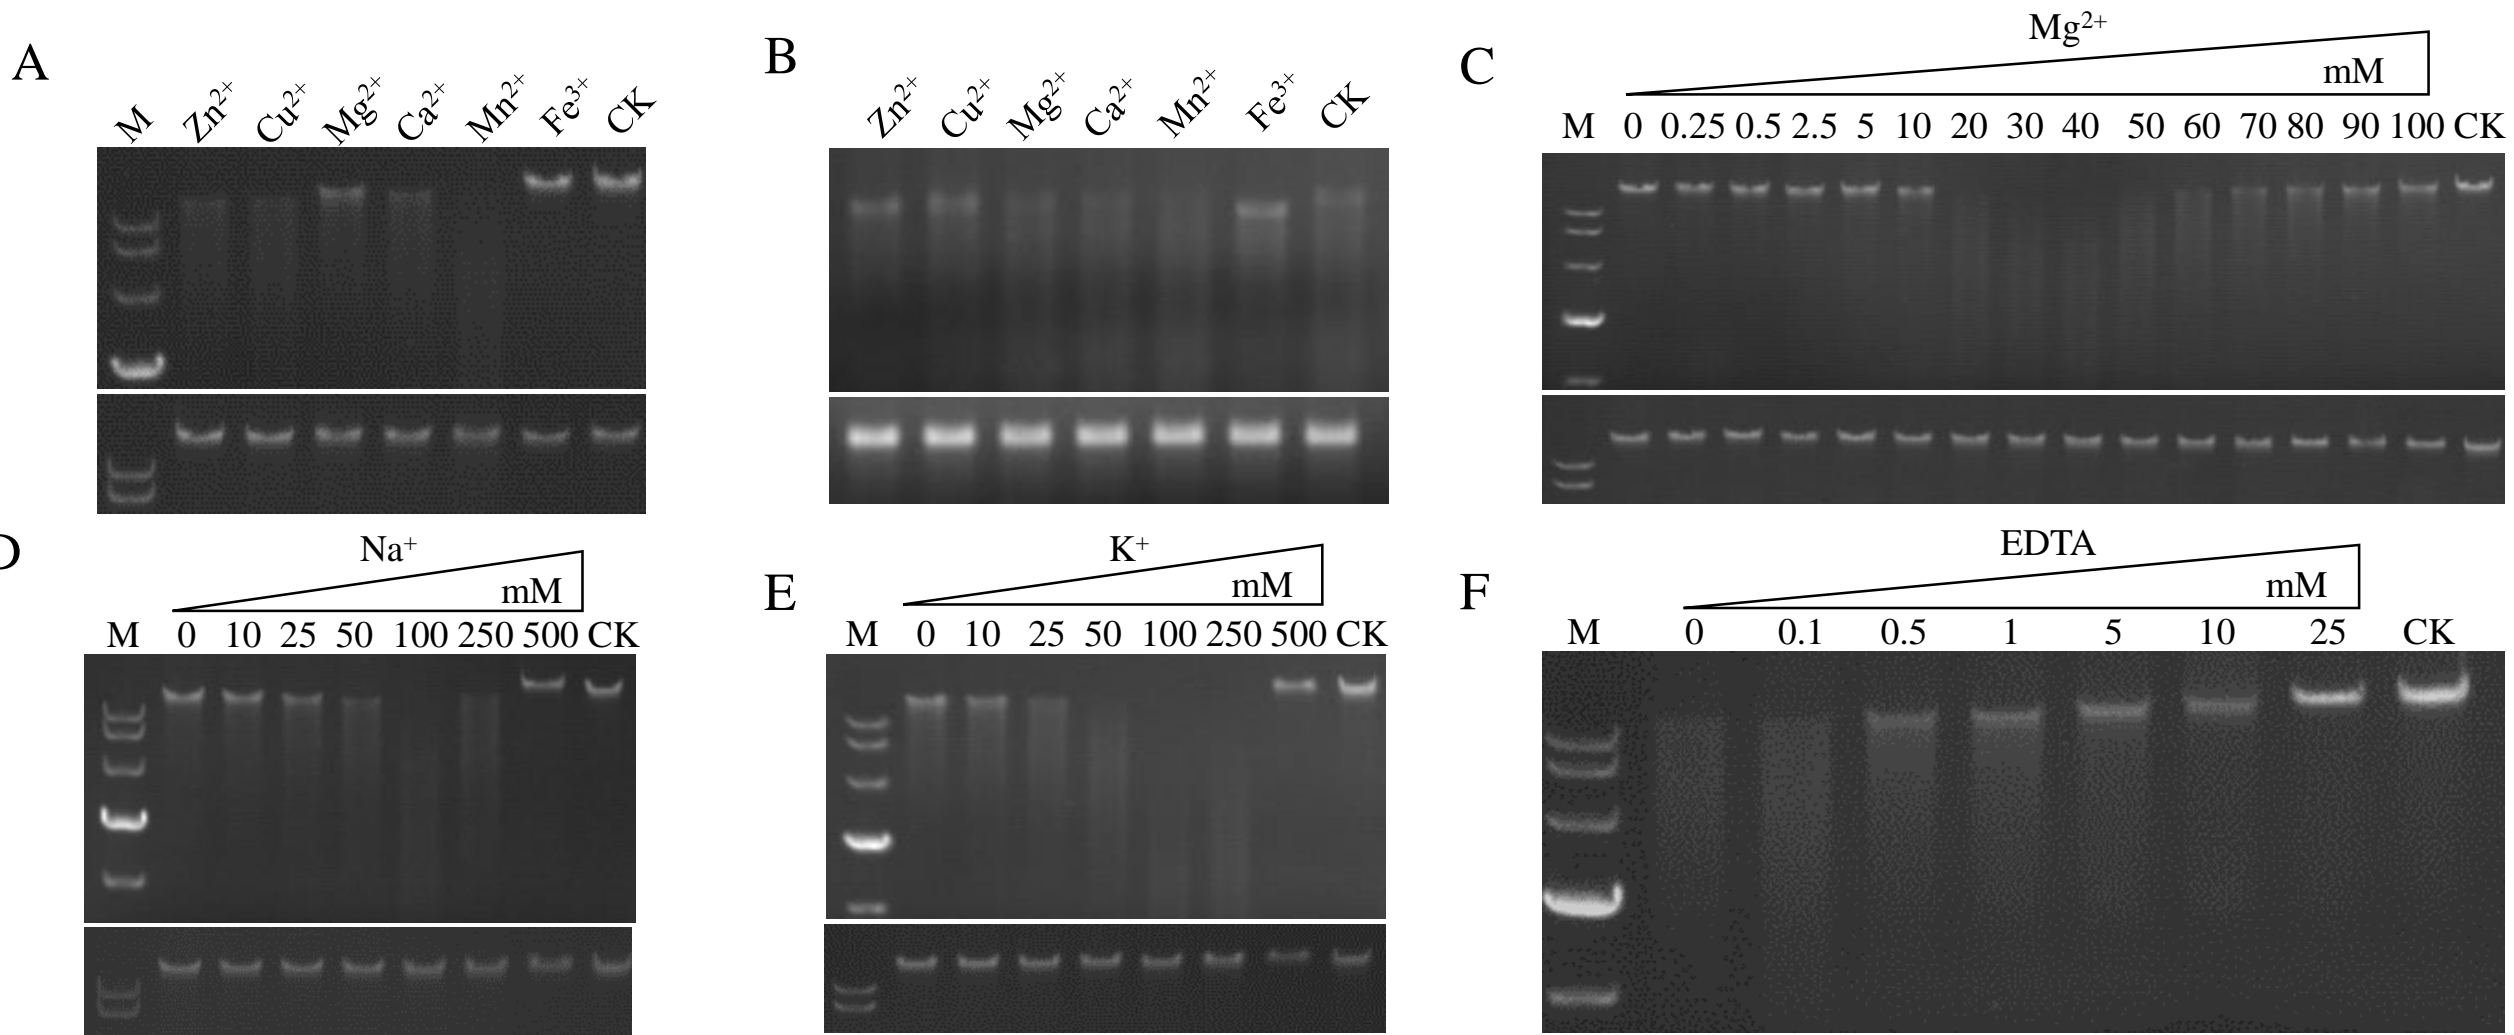 A
M Zn2+ Cu2+ Mg2+ Ca2+ Mn2+ Fe3+ CK
B
Zn2+ Cu2+ Mg2+ Ca2+ Mn2+ Fe3+ CK
C
Mg2+
mM
M 0 0.25 0.5 2.5 5 10 20 30 40 50 60 70 80 90 100 CK
D
Na+
mM
M 0 10 25 50 100 250 500 CK
E
K+
mM
M 0 10 25 50 100 250 500 CK
F
EDTA
mM
M 0 0.1 0.5 1 5 10 25 CK